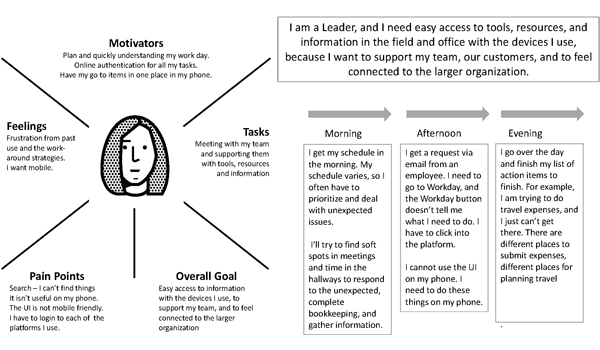 Motivators
Plan and quickly understanding my work day.
Online authentication for all my tasks.
Have my go to items in one place in my phone.
I am a Leader, and I need easy access to tools, resources, and
information in the field and office with the devices I use,
because I want to support my team, our customers, and to feel
connected to the larger organization.
Feelings
Frustration from past
use and the work-
around strategies.
I want mobile.
Tasks
Meeting with my team
and supporting them
with tools, resources
and information
Pain Points
Search – I can't find things
It isn't useful on my phone.
The UI is not mobile friendly.
I have to login to each of the
platforms I use.
Overall Goal
Easy access to information
with the devices I use, to
support my team, and to feel
connected to the larger
organization
Morning
I get my schedule in
the morning. My
schedule varies, so I
often have to
prioritize and deal
with unexpected
issues.
I'll try to find soft
spots in meetings
and time in the
hallways to respond
to the unexpected,
complete
bookkeeping, and
gather information.
Afternoon
I get a request via
email from an
employee. I need to
go to Workday, and
the Workday button
doesn't tell me
what I need to do. I
have to click into
the platform.
I cannot use the UI
on my phone. I
need to do these
things on my phone.
Evening
I go over the day
and finish my list of
action items to
finish. For example,
I am trying to do
travel expenses, and
I just can't get
there. There are
different places to
submit expenses,
different places for
planning travel
.